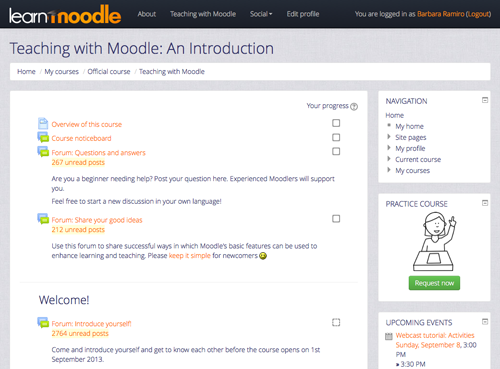 learn moodle
About Teaching with Moodle Social Edit profile You are logged in as Barbara Ramiro (Logout)
Teaching with Moodle: An Introduction
Home / My courses / Official course / Teaching with Moodle
Your progress
Overview of this course
Course noticeboard
Forum: Questions and answers
267 unread posts
Are you a beginner needing help? Post your question here. Experienced Moodlers will support
you.
Feel free to start a new discussion in your own language!
Forum: Share your good ideas
212 unread posts
Use this forum to share successful ways in which Moodle's basic features can be used to
enhance learning and teaching. Please keep it simple for newcomers
Welcome!
Forum: Introduce yourself!
2764 unread posts
Come and introduce yourself and get to know each other before the course opens on 1st
September 2013.
NAVIGATION
Home
My home
Site pages
My profile
Current course
My courses
PRACTICE COURSE
Request now
UPCOMING EVENTS
Webcast tutorial: Activities
Sunday, September 8, 3:00
PM
» 3:30 PM